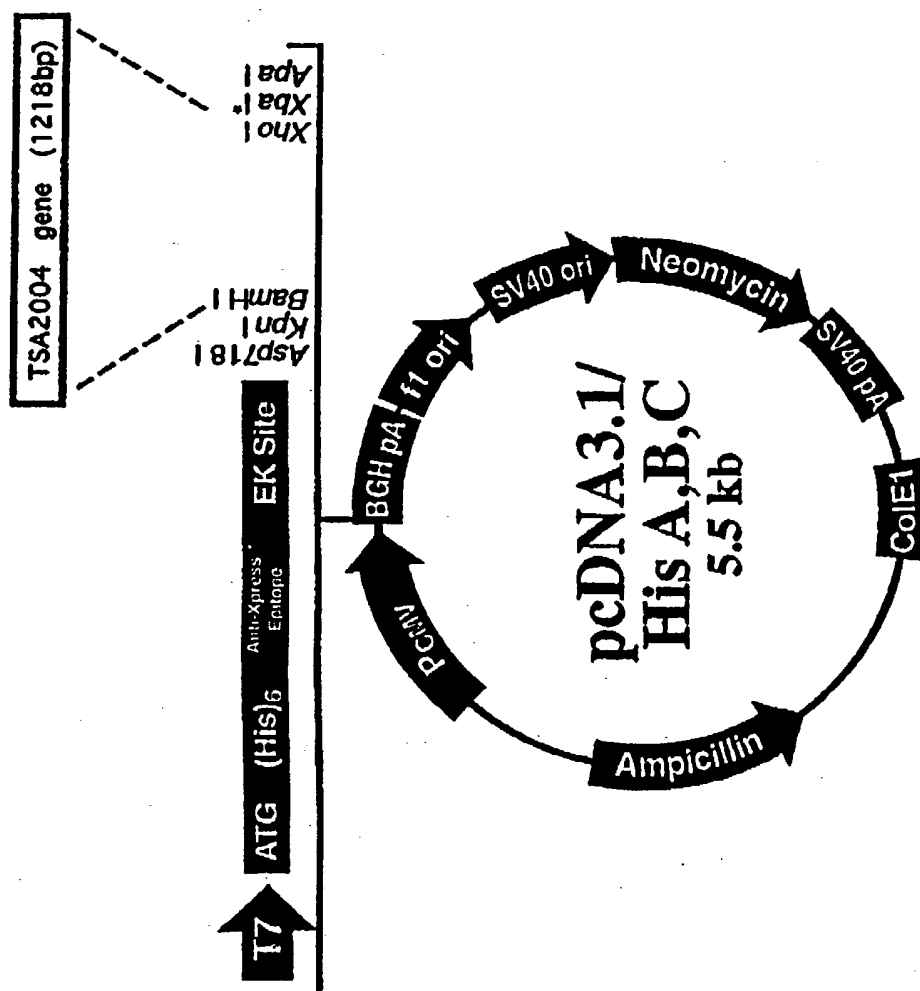 TSA2004 gene (1218bp)
T7
ATG
(His)6
Anti-Xpress*
Epitope
EK Site
Asp718 I
Kpn I
BamH I
Xho I
Xba I*
Apa I
PCMV
BGH pA
f1 ori
SV40 ori
Neomycin
SV40 pA
ColE1
Ampicillin
pcDNA3.1/
His A,B,C
5.5 kb